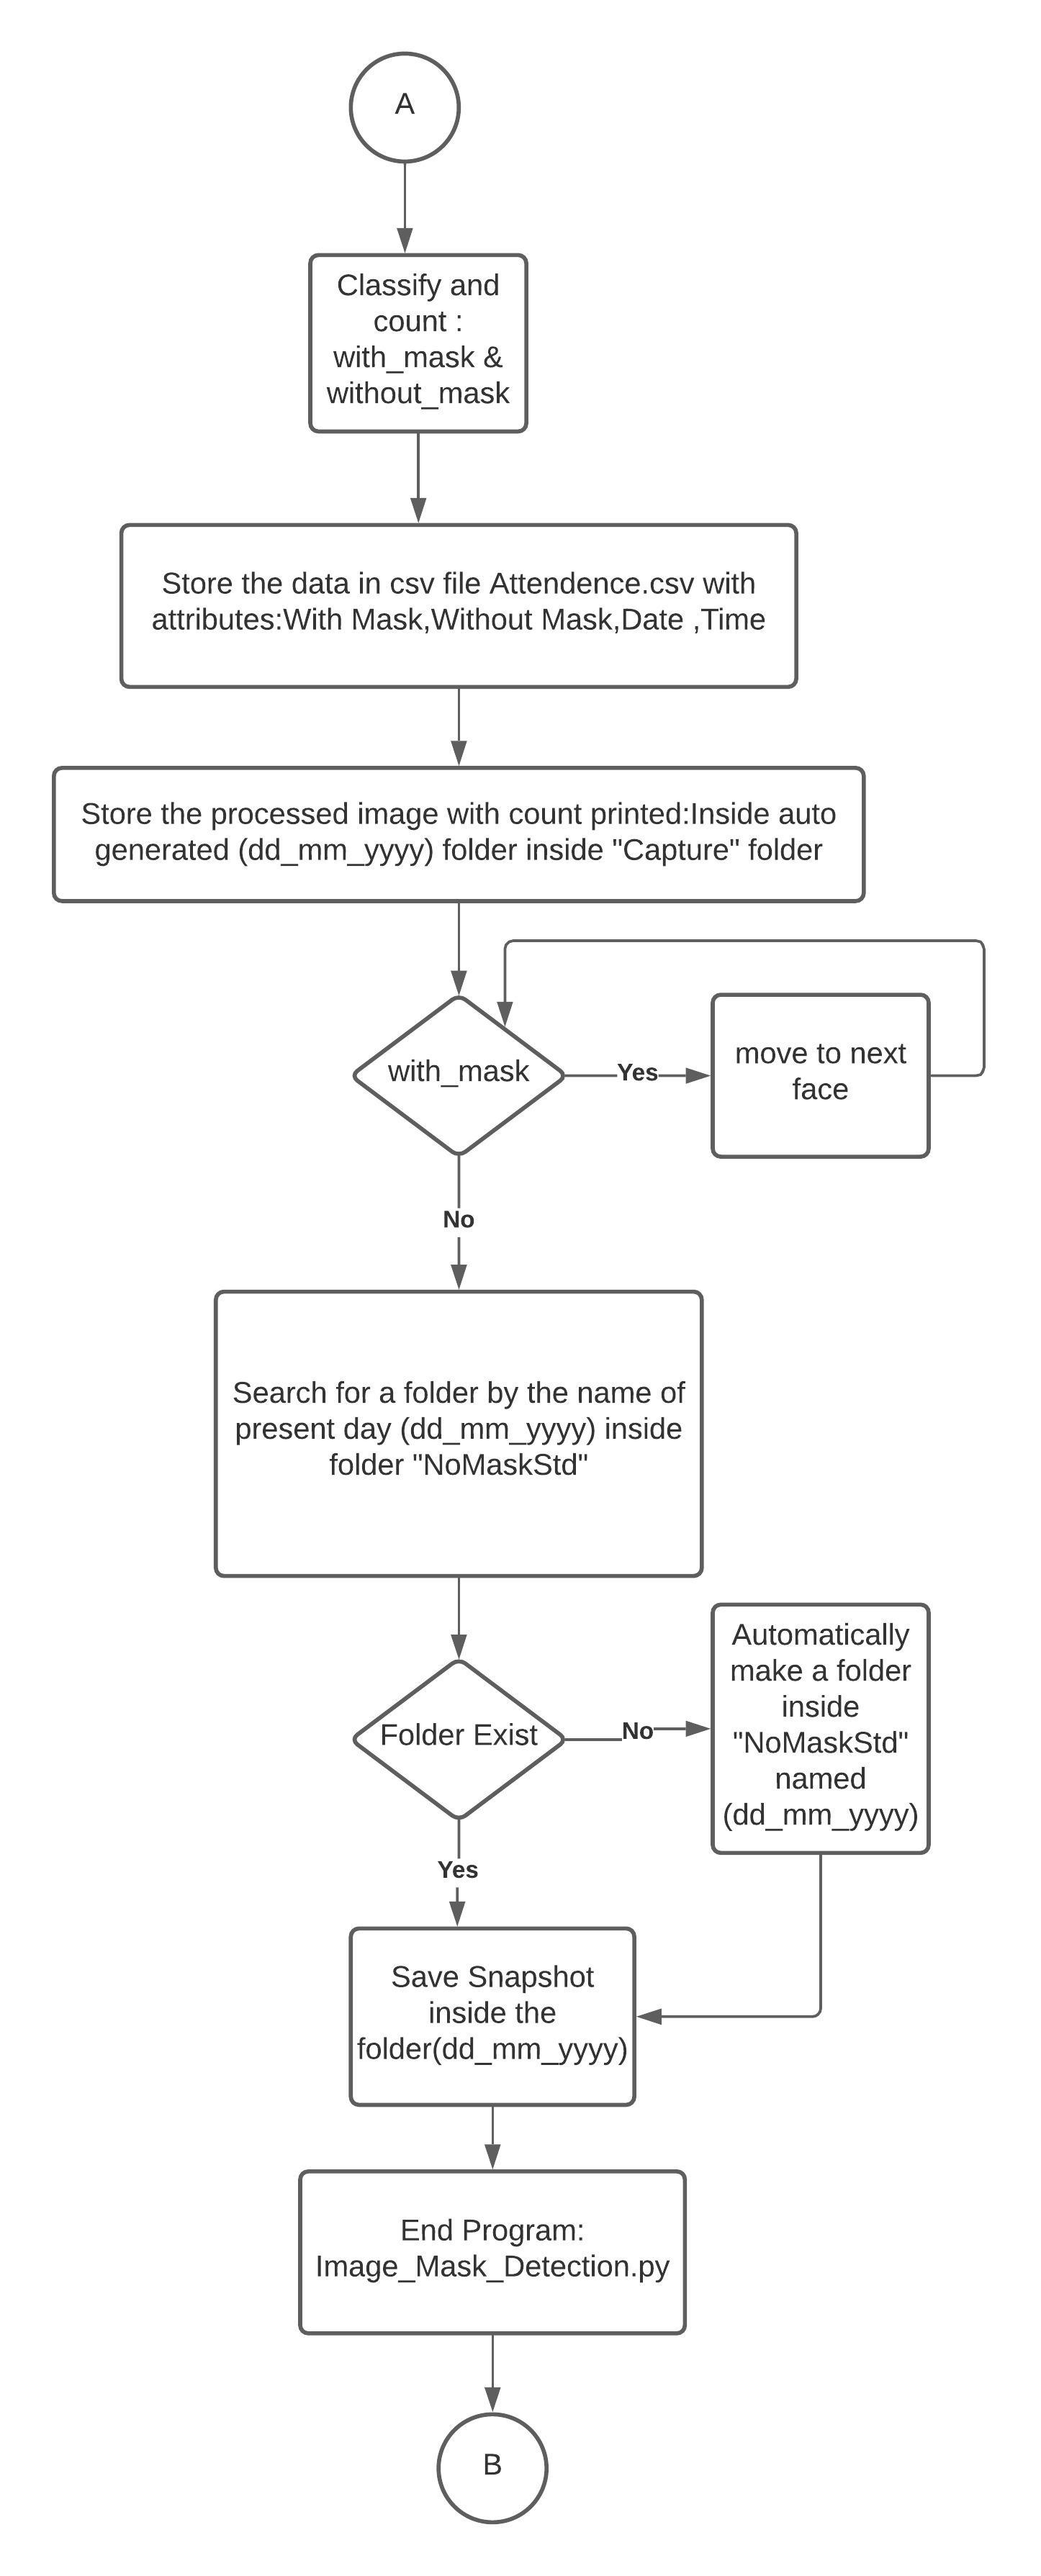 A
Classify and
count :
with_mask &
without_mask
Store the data in csv file Attendence.csv with
attributes:With Mask,Without Mask,Date ,Time
Store the processed image with count printed:Inside auto
generated (dd_mm_yyyy) folder inside "Capture" folder
with_mask
Yes
move to next
face
No
Search for a folder by the name of
present day (dd_mm_yyyy) inside
folder "NoMaskStd"
Folder Exist
No
Automatically
make a folder
inside
"NoMaskStd"
named
(dd_mm_yyyy)
Yes
Save Snapshot
inside the
folder(dd_mm_yyyy)
End Program:
Image_Mask_Detection.py
B